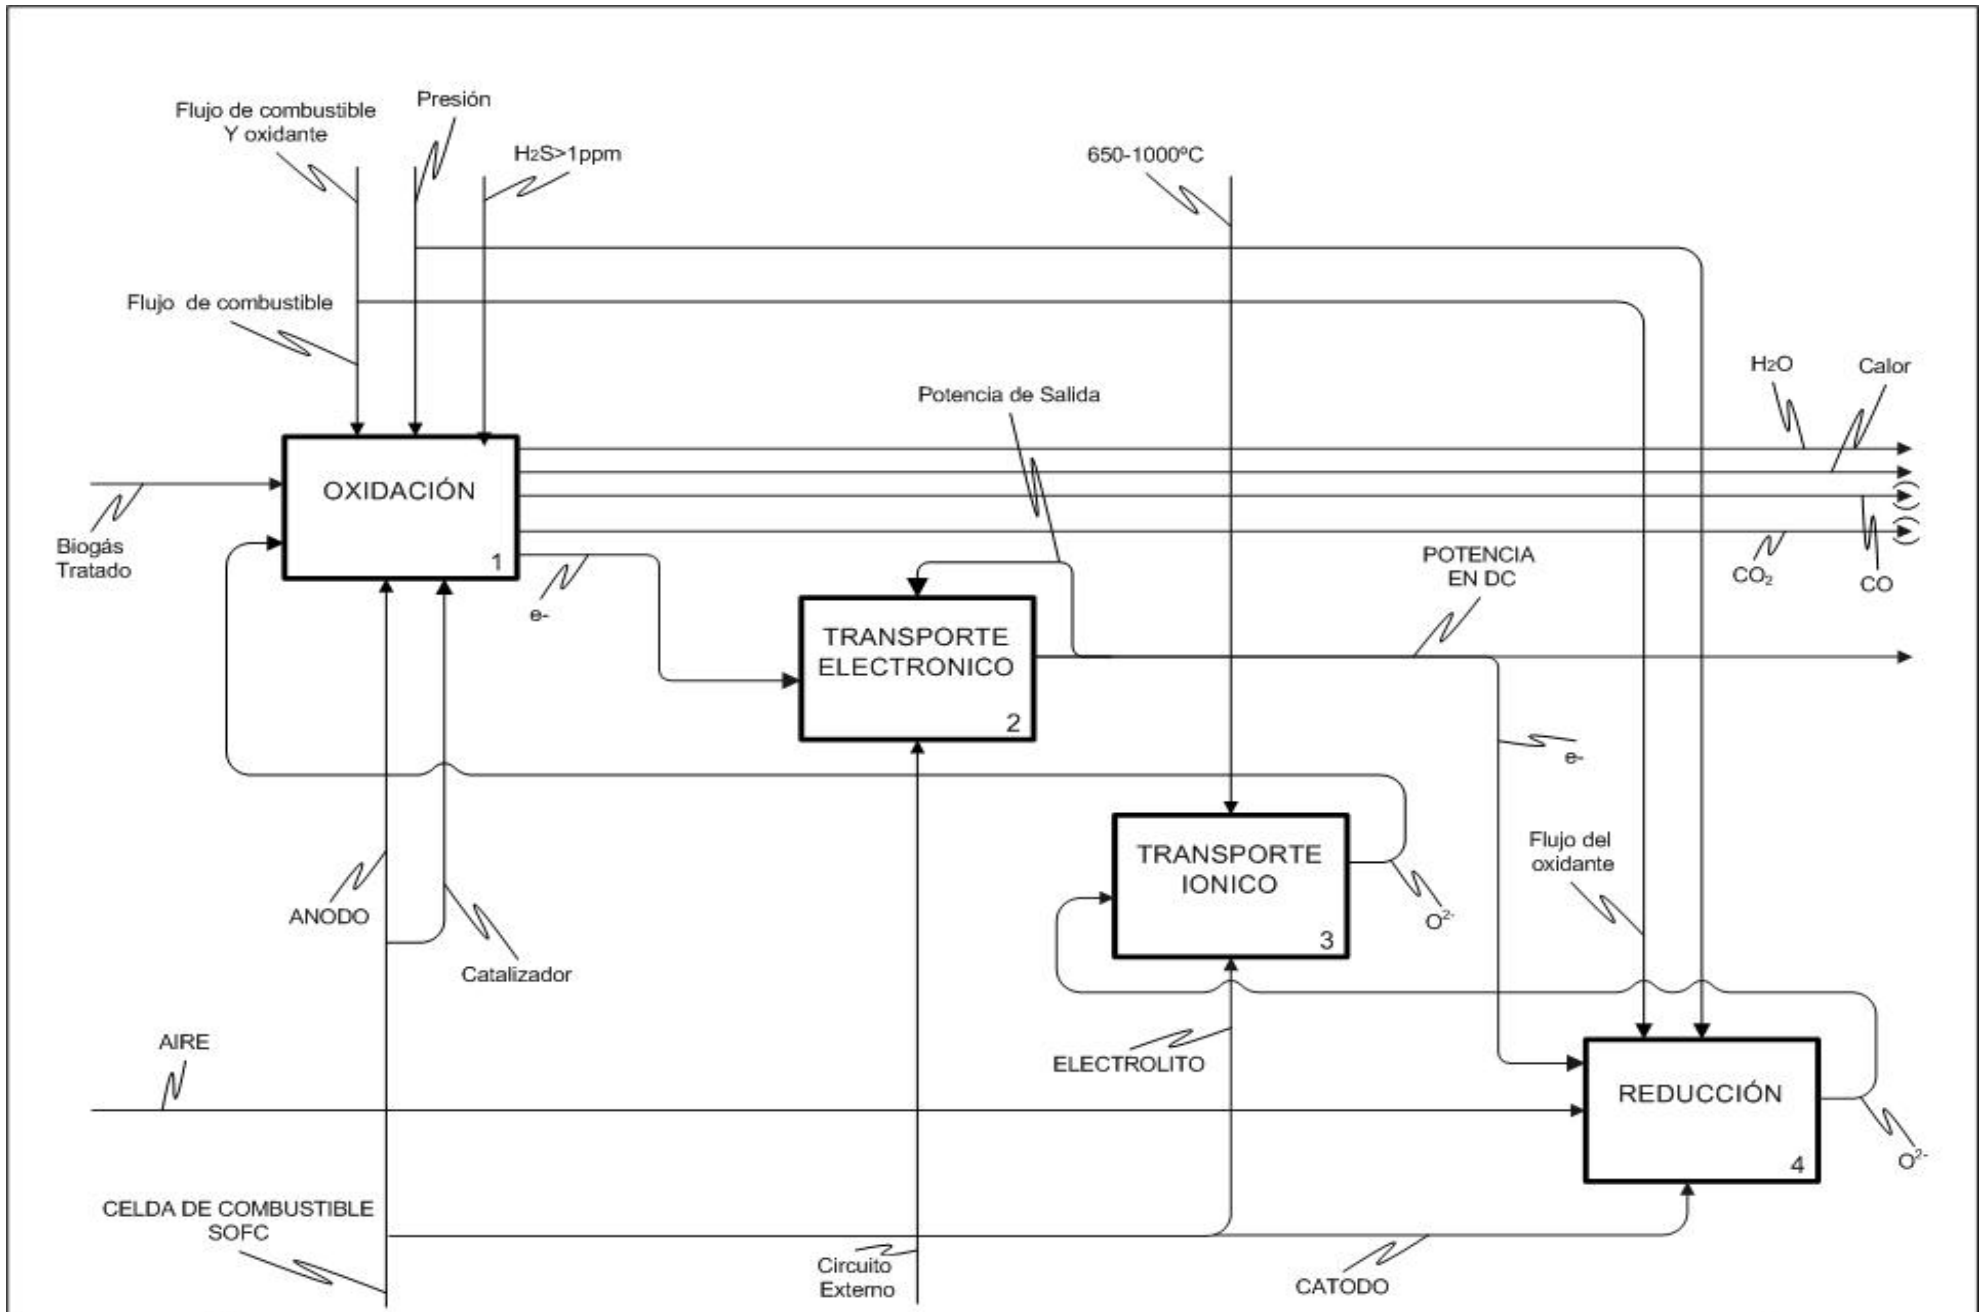 Presión
Flujo de combustible
Y oxidante
H2S>1ppm
650-1000ºC
Flujo de combustible
H2O
Calor
Potencia de Salida
OXIDACIÓN
1
Biogás
Tratado
e-
POTENCIA
EN DC
CO2
CO
TRANSPORTE
ELECTRONICO
2
e-
Flujo del
oxidante
TRANSPORTE
IONICO
3
O2-
ANODO
Catalizador
AIRE
ELECTROLITO
REDUCCIÓN
4
O2-
CELDA DE COMBUSTIBLE
SOFC
Circuito
Externo
CATODO